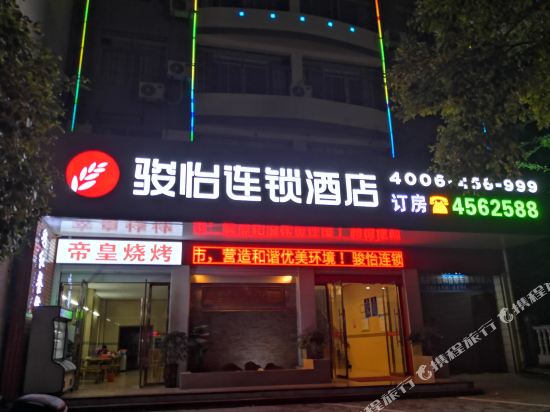 骏怡连锁酒店
4006-456-999
订房☎4562588
帝皇烧烤
市，营造和谐优美环境！骏怡连锁
携程旅行
携程旅行